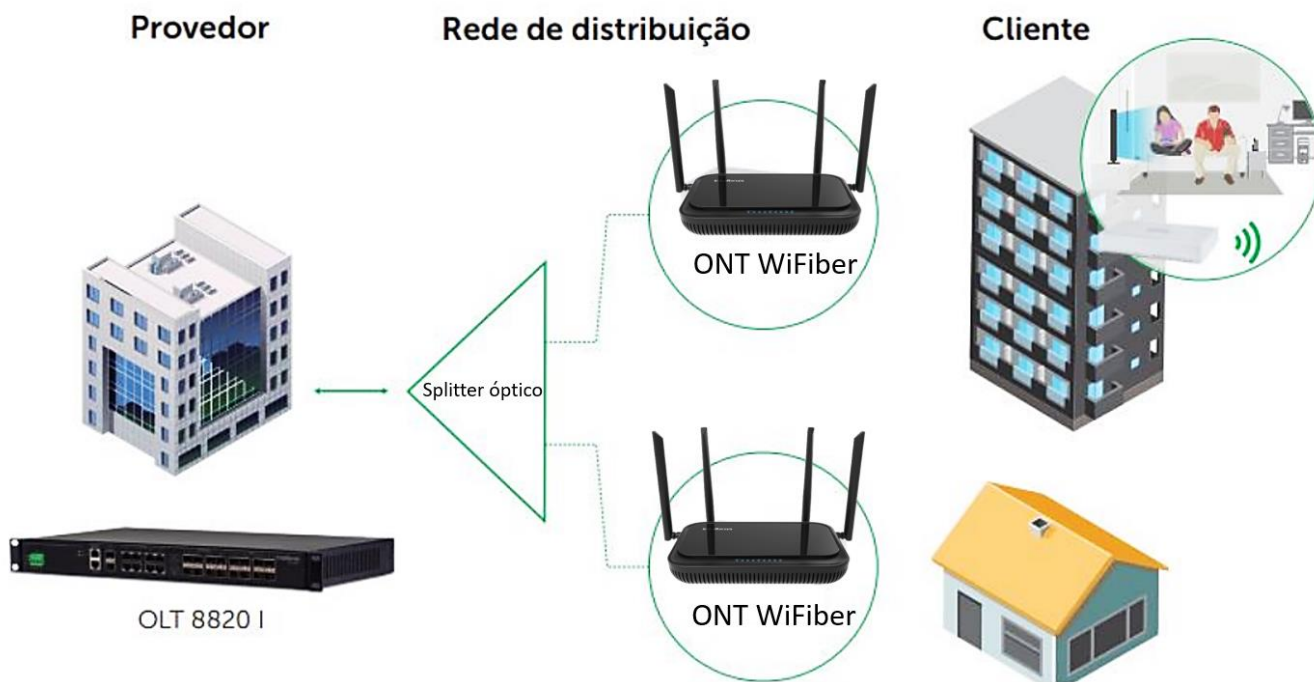 Provedor
Rede de distribuição
Cliente
ONT WiFiber
Splitter óptico
ONT WiFiber
OLT 8820 I